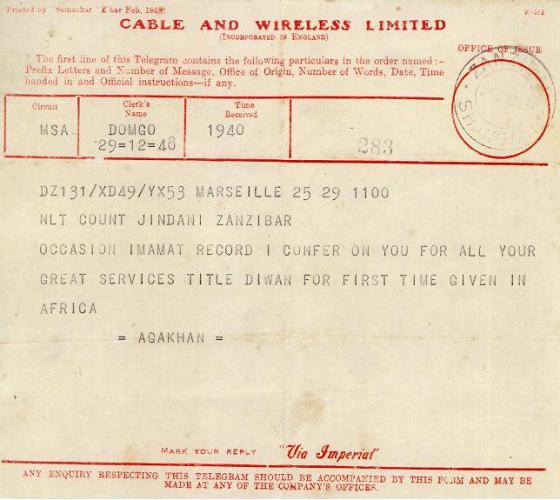 Printed by "Samachar" Z'bar Feb. 1948.
CABLE AND WIRELESS LIMITED
(INCORPORATED IN ENGLAND)
OFFICE OF ISSUE
"The first line of this Telegram contains the following particulars in the order named :-
Prefix Letters and Number of Message, Office of Origin, Number of Words, Date, Time
handed in and Official instructions—if any.
Circuit Clerk's Name Time Received
MSA. DOMGO 1940
29=12=48
283
DZ131/XD49/YX53 MARSEILLE 25 29 1100
NLT COUNT JINDANI ZANZIBAR
OCCASION IMAMAT RECORD I CONFER ON YOU FOR ALL YOUR
GREAT SERVICES TITLE DIWAN FOR FIRST TIME GIVEN IN
AFRICA
= AGAKHAN =
MARK YOUR REPLY "Via Imperial"
ANY ENQUIRY RESPECTING THIS TELEGRAM SHOULD BE ACCOMPANIED BY THIS FORM AND MAY BE
MADE AT ANY OF THE COMPANY'S OFFICES.